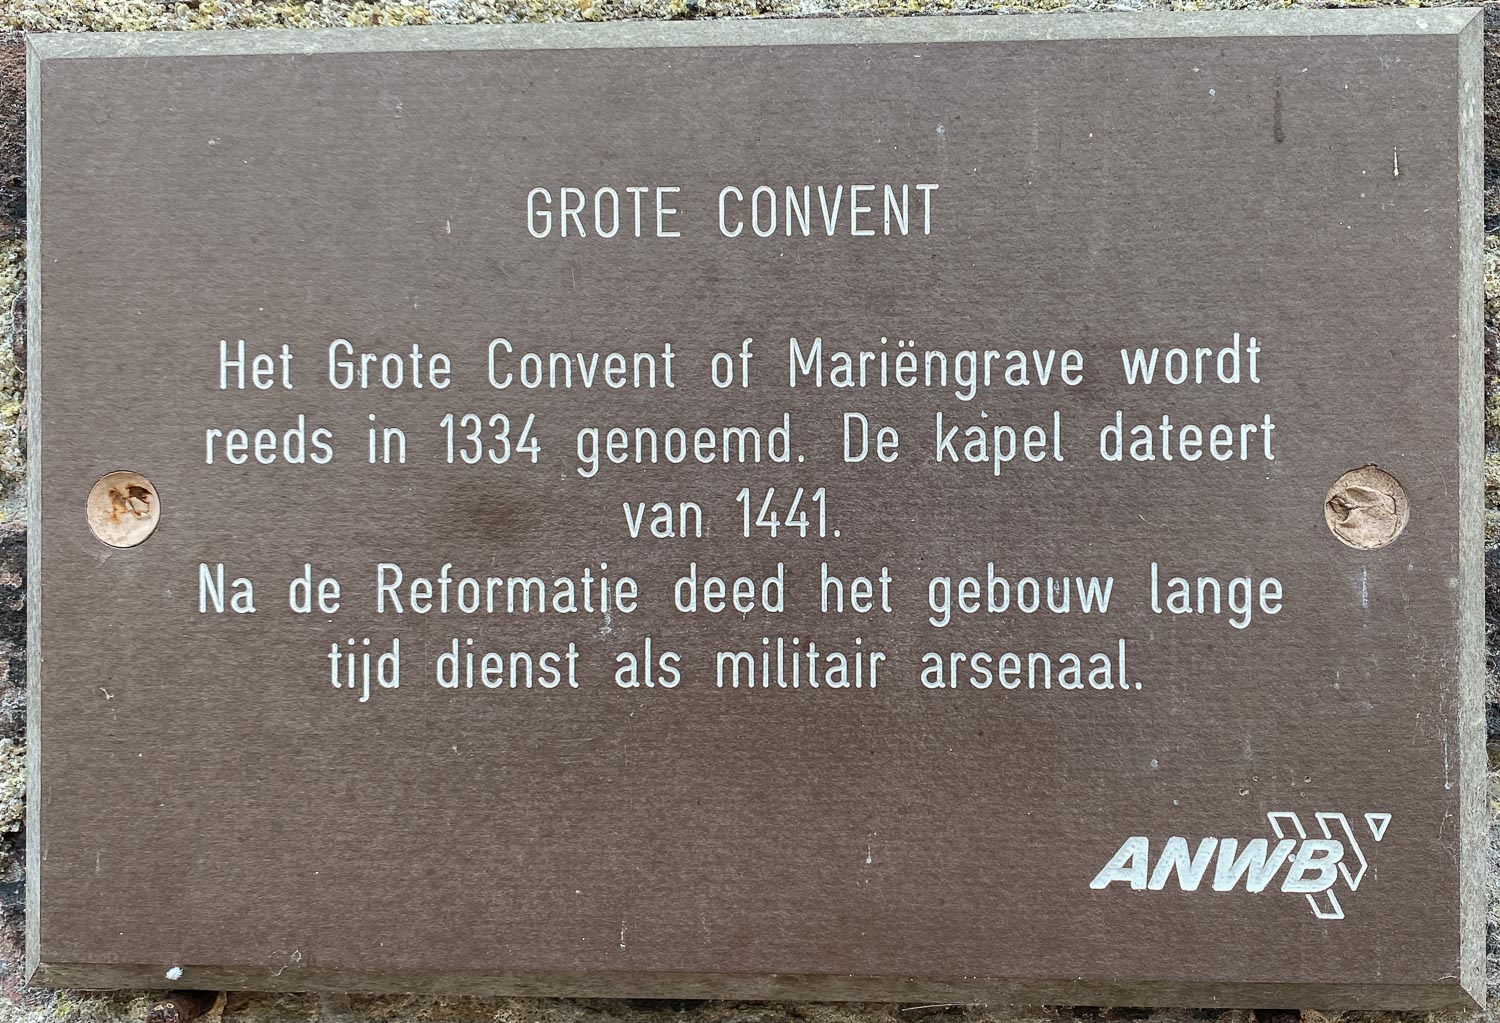 GROTE CONVENT
Het Grote Convent of Mariëngrave wordt
reeds in 1334 genoemd. De kapel dateert
van 1441.
Na de Reformatie deed het gebouw lange
tijd dienst als militair arsenaal.
ANWB